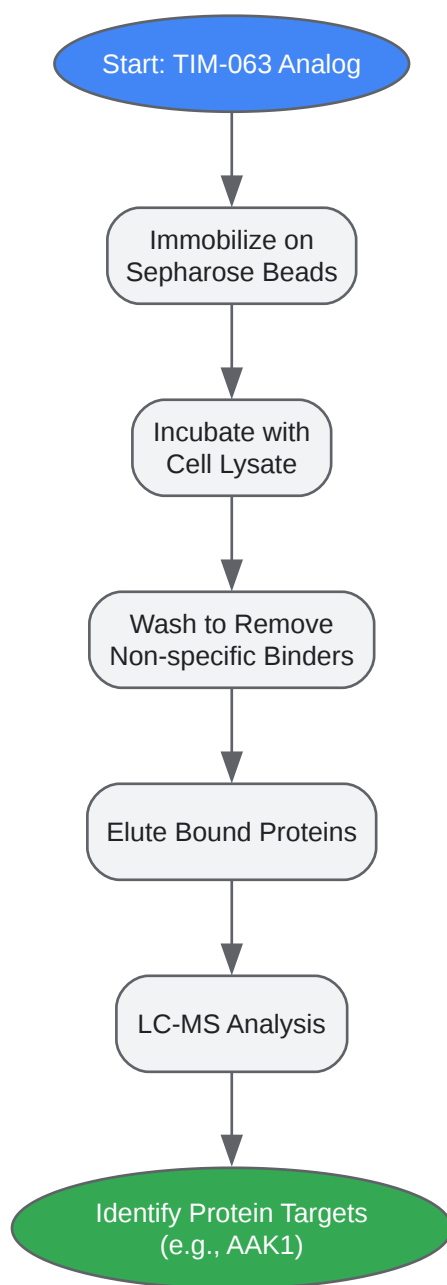 Start: TIM-063 Analog
Immobilize on
Sepharose Beads
Incubate with
Cell Lysate
Wash to Remove
Non-specific Binders
Elute Bound Proteins
LC-MS Analysis
Identify Protein Targets
(e.g., AAK1)